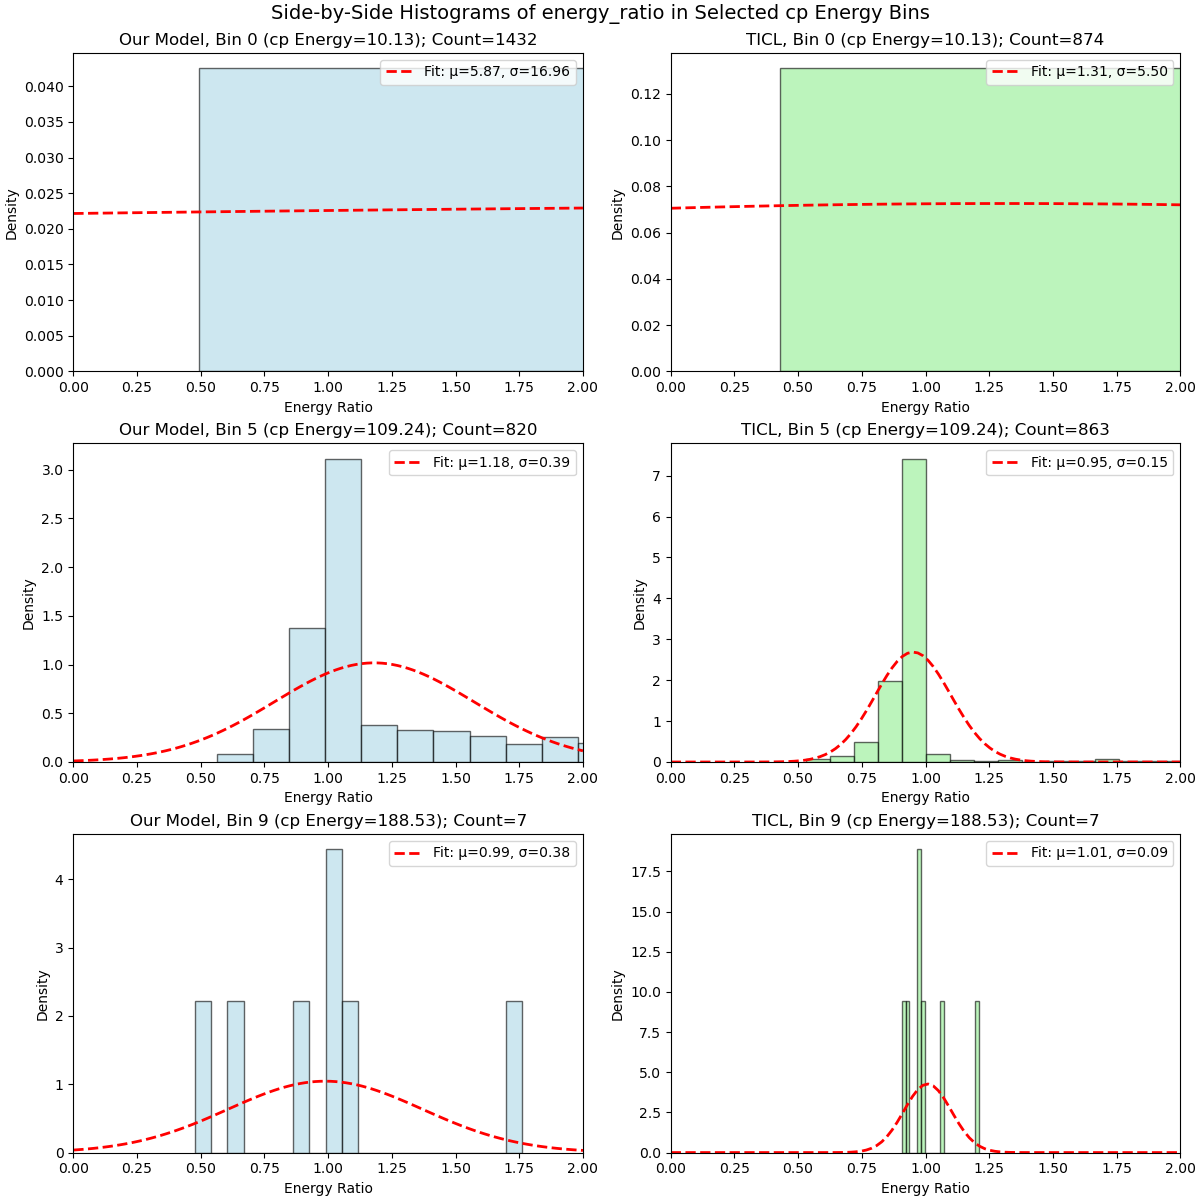 Side-by-Side Histograms of energy_ratio in Selected cp Energy Bins
Our Model, Bin 0 (cp Energy=10.13); Count=1432
Fit: μ=5.87, σ=16.96
Density
0.040
0.035
0.030
0.025
0.020
0.015
0.010
0.005
0.000
0.00 0.25 0.50 0.75 1.00 1.25 1.50 1.75 2.00
Energy Ratio
TICL, Bin 0 (cp Energy=10.13); Count=874
Fit: μ=1.31, σ=5.50
Density
0.12
0.10
0.08
0.06
0.04
0.02
0.00
0.00 0.25 0.50 0.75 1.00 1.25 1.50 1.75 2.00
Energy Ratio
Our Model, Bin 5 (cp Energy=109.24); Count=820
Fit: μ=1.18, σ=0.39
Density
3.0
2.5
2.0
1.5
1.0
0.5
0.0
0.00 0.25 0.50 0.75 1.00 1.25 1.50 1.75 2.00
Energy Ratio
TICL, Bin 5 (cp Energy=109.24); Count=863
Fit: μ=0.95, σ=0.15
Density
7
6
5
4
3
2
1
0
0.00 0.25 0.50 0.75 1.00 1.25 1.50 1.75 2.00
Energy Ratio
Our Model, Bin 9 (cp Energy=188.53); Count=7
Fit: μ=0.99, σ=0.38
Density
4
3
2
1
0
0.00 0.25 0.50 0.75 1.00 1.25 1.50 1.75 2.00
Energy Ratio
TICL, Bin 9 (cp Energy=188.53); Count=7
Fit: μ=1.01, σ=0.09
Density
17.5
15.0
12.5
10.0
7.5
5.0
2.5
0.0
0.00 0.25 0.50 0.75 1.00 1.25 1.50 1.75 2.00
Energy Ratio